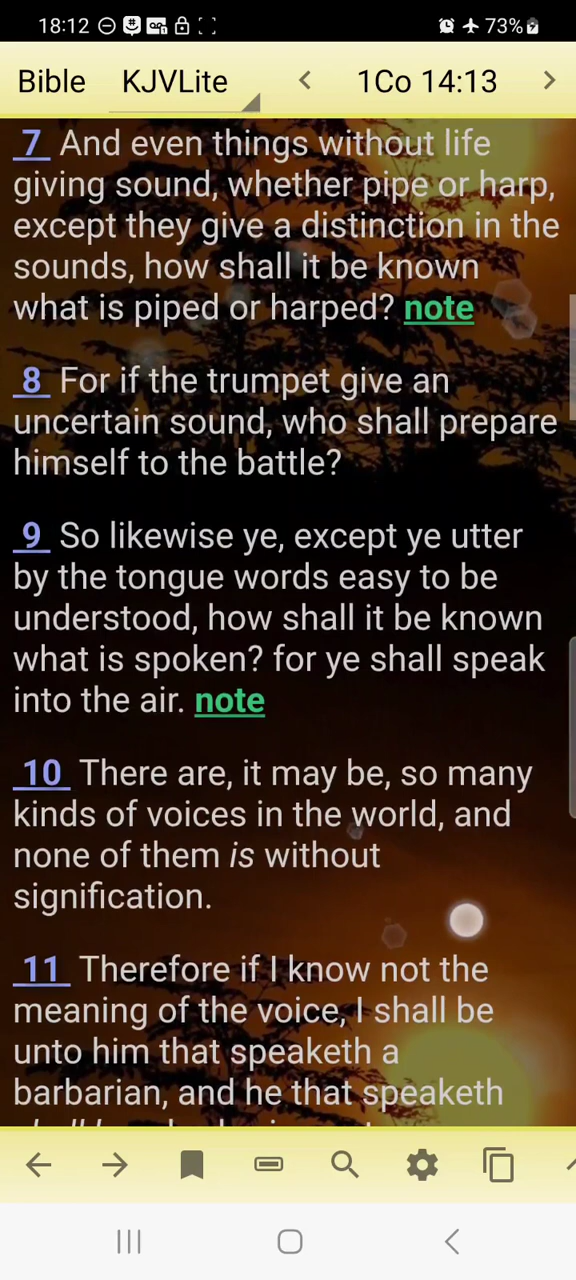 18:12
73%
Bible KJVLite 1Co 14:13
7 And even things without life
giving sound, whether pipe or harp,
except they give a distinction in the
sounds, how shall it be known
what is piped or harped? note
8 For if the trumpet give an
uncertain sound, who shall prepare
himself to the battle?
9 So likewise ye, except ye utter
by the tongue words easy to be
understood, how shall it be known
what is spoken? for ye shall speak
into the air. note
10 There are, it may be, so many
kinds of voices in the world, and
none of them is without
signification.
11 Therefore if I know not the
meaning of the voice, I shall be
unto him that speaketh a
barbarian, and he that speaketh